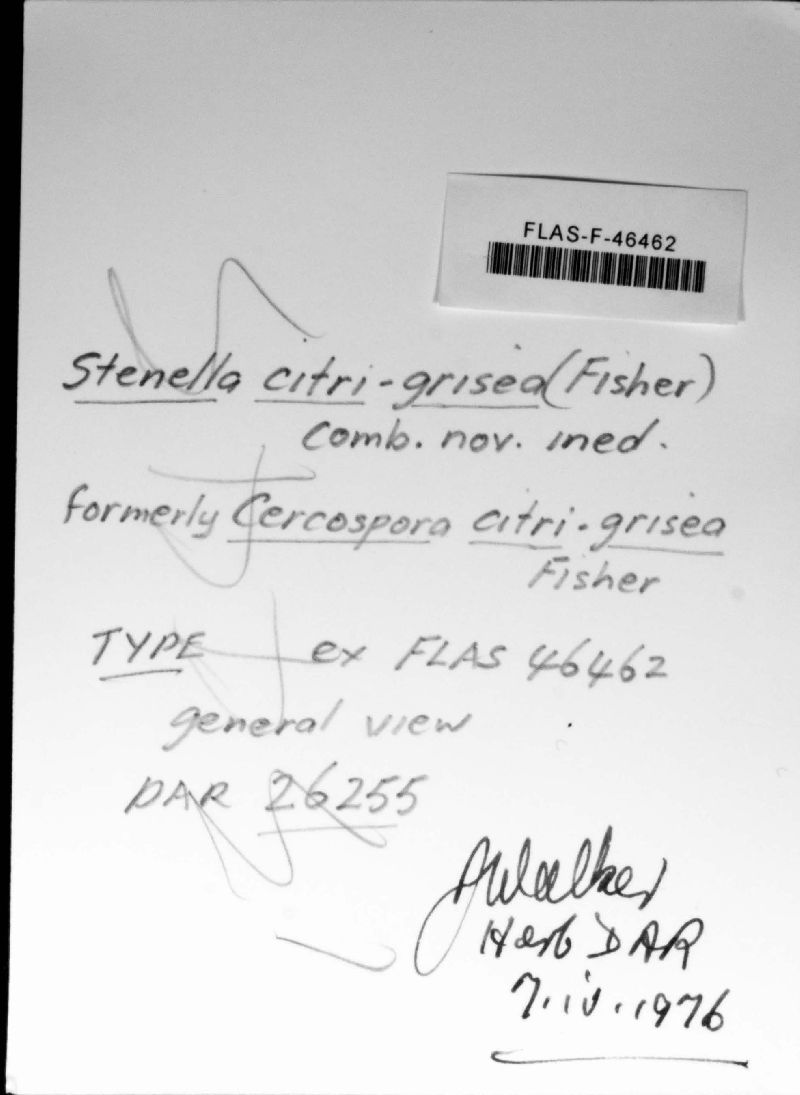 FLAS-F-46462
Stenella citri-grisea (Fisher)
Comb. nov. ined.
formerly Cercospora citri-grisea
Fisher
TYPE ex FLAS 46462
general view
DAR 26255
J Walker
Herb DAR
7.iv.1976